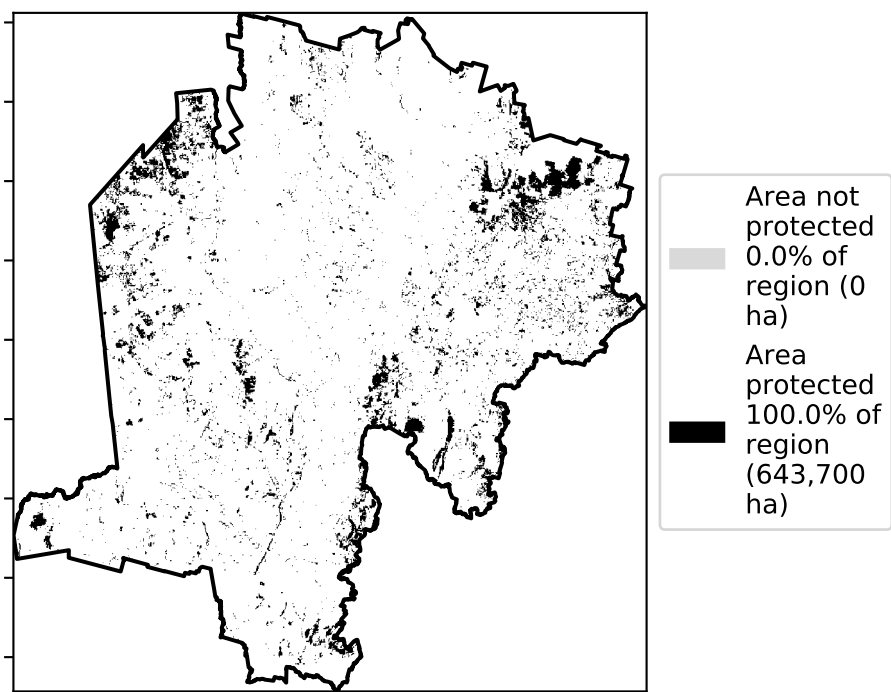 Area not
protected
0.0% of
region (0
ha)
Area
protected
100.0% of
region
(643,700
ha)